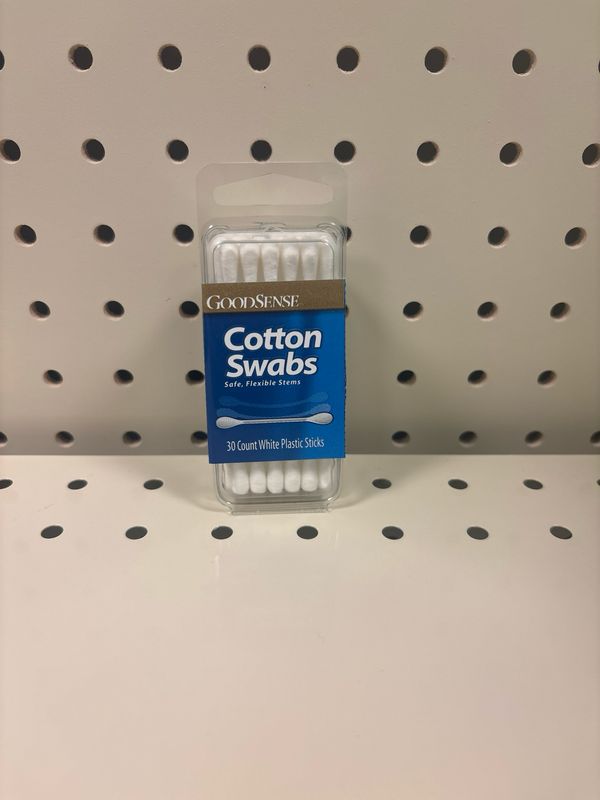 GOODSENSE
Cotton
Swabs
Safe, Flexible Stems
30 Count White Plastic Sticks